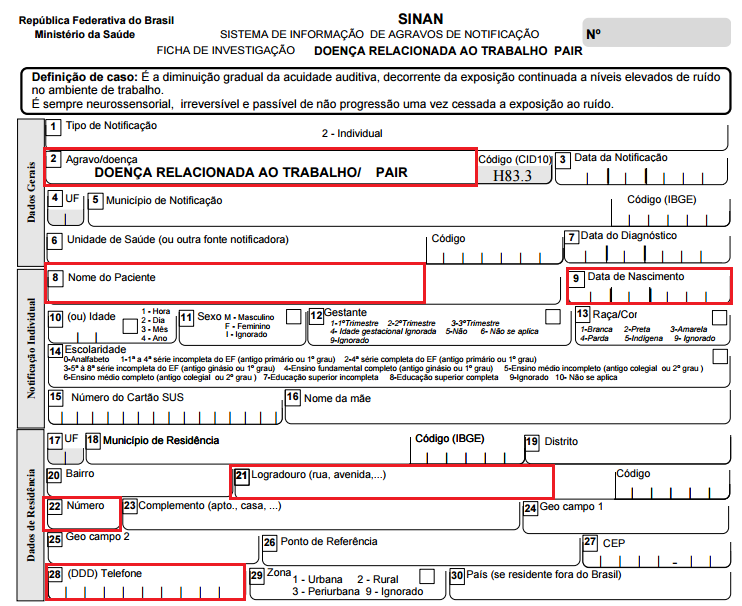 República Federativa do Brasil
Ministério da Saúde
SINAN
SISTEMA DE INFORMAÇÃO DE AGRAVOS DE NOTIFICAÇÃO
FICHA DE INVESTIGAÇÃO DOENÇA RELACIONADA AO TRABALHO PAIR
Nº
Definição de caso: É a diminuição gradual da acuidade auditiva, decorrente da exposição continuada a níveis elevados de ruído
no ambiente de trabalho.
É sempre neurossensorial, irreversível e passível de não progressão uma vez cessada a exposição ao ruído.
Dados Gerais
1 Tipo de Notificação
2 - Individual
2 Agravo/doença
DOENÇA RELACIONADA AO TRABALHO/ PAIR
Código (CID10)
H83.3
3 Data da Notificação
4 UF
5 Município de Notificação
Código (IBGE)
6 Unidade de Saúde (ou outra fonte notificadora)
Código
7 Data do Diagnóstico
Notificação Individual
8 Nome do Paciente
9 Data de Nascimento
10 (ou) Idade
1 - Hora
2 - Dia
3 - Mês
4 - Ano
11 Sexo M - Masculino
F - Feminino
I - Ignorado
12 Gestante
1-1ºTrimestre 2-2ºTrimestre 3-3ºTrimestre
4- Idade gestacional Ignorada 5-Não 6- Não se aplica
9-Ignorado
13 Raça/Cor
1-Branca 2-Preta 3-Amarela
4-Parda 5-Indígena 9- Ignorado
14 Escolaridade
0-Analfabeto 1-1ª a 4ª série incompleta do EF (antigo primário ou 1º grau) 2-4ª série completa do EF (antigo primário ou 1º grau)
3-5ª à 8ª série incompleta do EF (antigo ginásio ou 1º grau) 4-Ensino fundamental completo (antigo ginásio ou 1º grau) 5-Ensino médio incompleto (antigo colegial ou 2º grau )
6-Ensino médio completo (antigo colegial ou 2º grau ) 7-Educação superior incompleta 8-Educação superior completa 9-Ignorado 10- Não se aplica
15 Número do Cartão SUS
16 Nome da mãe
Dados de Residência
17 UF
18 Município de Residência
Código (IBGE)
19 Distrito
20 Bairro
21 Logradouro (rua, avenida,...)
Código
22 Número
23 Complemento (apto., casa, ...)
24 Geo campo 1
25 Geo campo 2
26 Ponto de Referência
27 CEP
-
28 (DDD) Telefone
29 Zona
1 - Urbana 2 - Rural
3 - Periurbana 9 - Ignorado
30 País (se residente fora do Brasil)